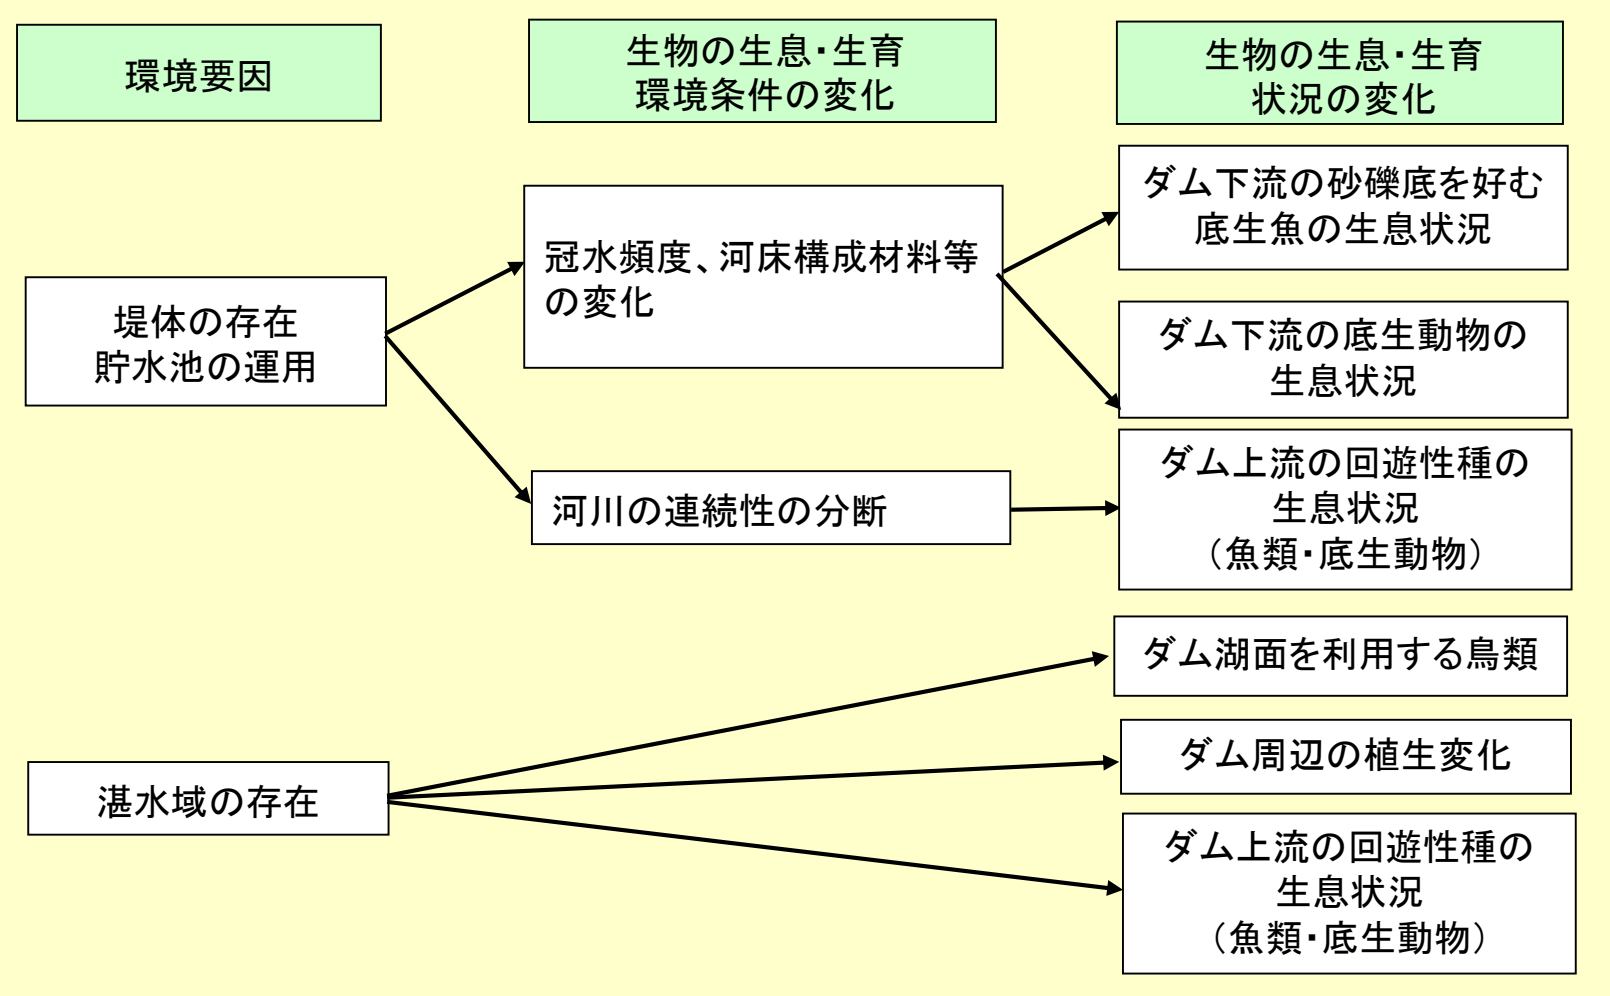 環境要因
生物の生息・生育
環境条件の変化
生物の生息・生育
状況の変化
堤体の存在
貯水池の運用
冠水頻度、河床構成材料等
の変化
河川の連続性の分断
ダム下流の砂礫底を好む
底生魚の生息状況
ダム下流の底生動物の
生息状況
ダム上流の回遊性種の
生息状況
（魚類・底生動物）
湛水域の存在
ダム湖面を利用する鳥類
ダム周辺の植生変化
ダム上流の回遊性種の
生息状況
（魚類・底生動物）